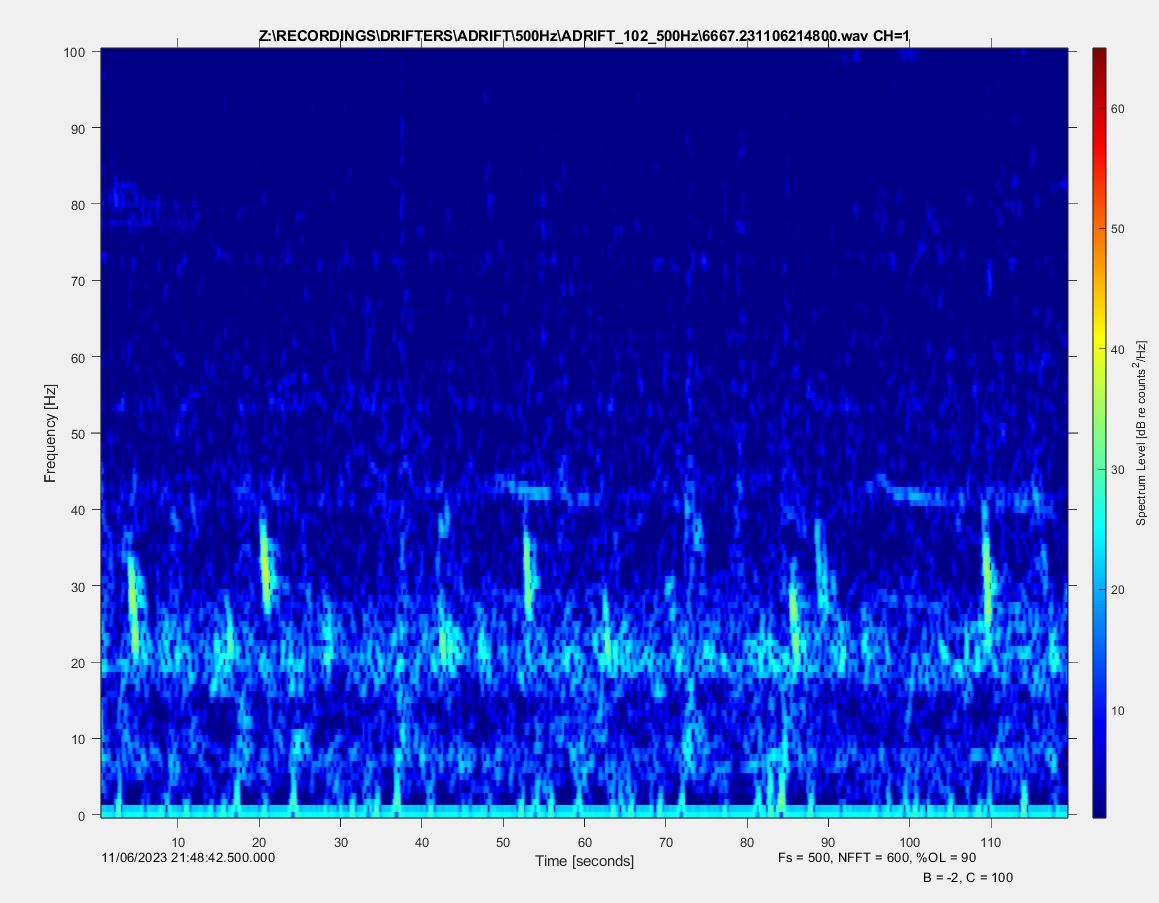 Z:\RECORDINGS\DRIFTERS\ADRIFT\500Hz\ADRIFT_102_500Hz\6667.231106214800.wav CH=1
100
90
80
70
60
50
40
30
20
10
0
Frequency [Hz]
10 20 30 40 50 60 70 80 90 100 110
Time [seconds]
11/06/2023 21:48:42.500.000
Fs = 500, NFFT = 600, %OL = 90
B = -2, C = 100
60
50
40
30
20
10
Spectrum Level [dB re counts²/Hz]